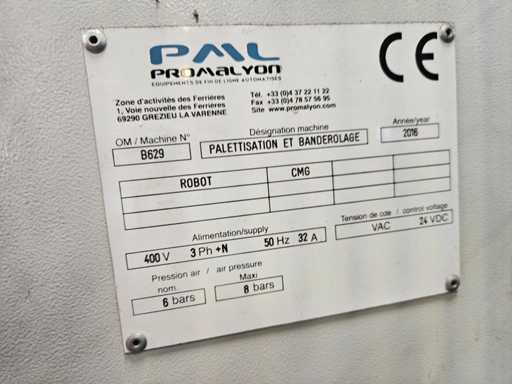 PML
PROMALYON
EQUIPEMENTS DE FIN DE LIGNE AUTOMATISÉS
CE
Zone d'activités des Ferrières
1, Voie nouvelle des Ferrières
69290 GREZIEU LA VARENNE
Tél. +33 (0)4 37 22 11 22
Fax +33 (0)4 78 57 56 95
Site www.promalyon.com
OM / Machine N°
B629
Désignation machine
PALETTISATION ET BANDEROLAGE
Année/year
2016
ROBOT CMG
Alimentation/supply
400 V 3 Ph +N 50 Hz 32 A
Tension de cde / control voltage
VAC 24 VDC
Pression air / air pressure
nom. Maxi
6 bars 8 bars